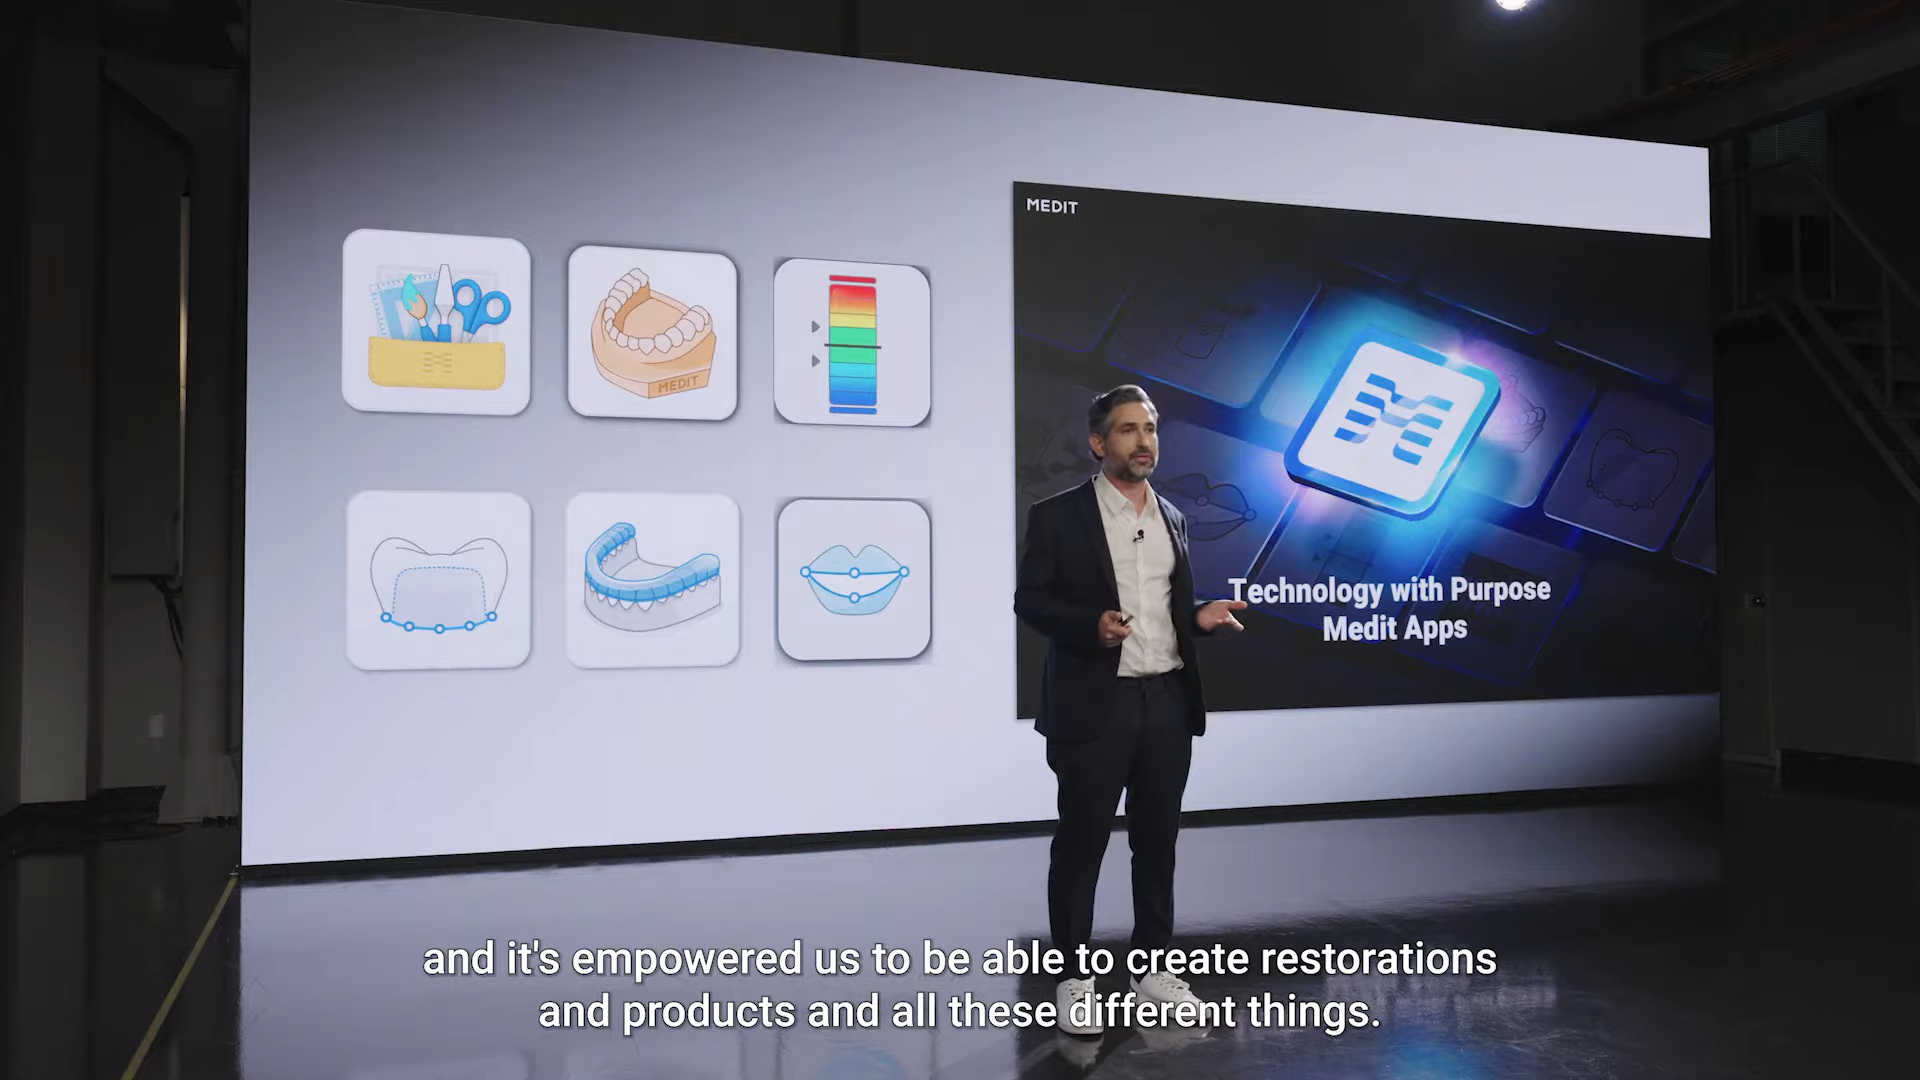 MEDIT
MEDIT
Technology with Purpose
Medit Apps
and it's empowered us to be able to create restorations
and products and all these different things.